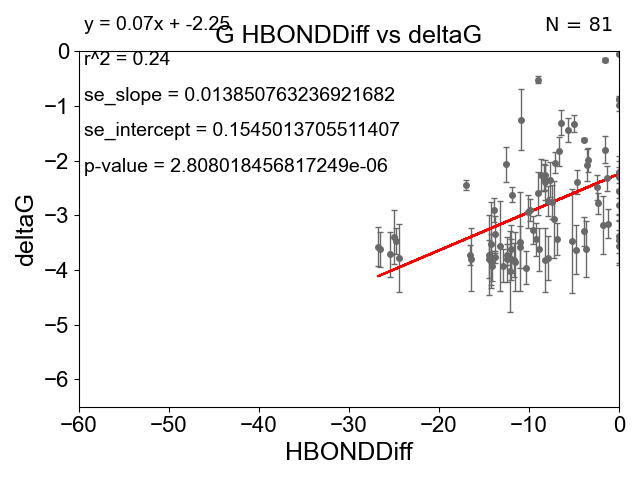 y = 0.07x + -2.25
N = 81
G HBONDDiff vs deltaG
r^2 = 0.24
se_slope = 0.013850763236921682
se_intercept = 0.1545013705511407
p-value = 2.808018456817249e-06
deltaG
0
−1
−2
−3
−4
−5
−6
−60 −50 −40 −30 −20 −10 0
HBONDDiff